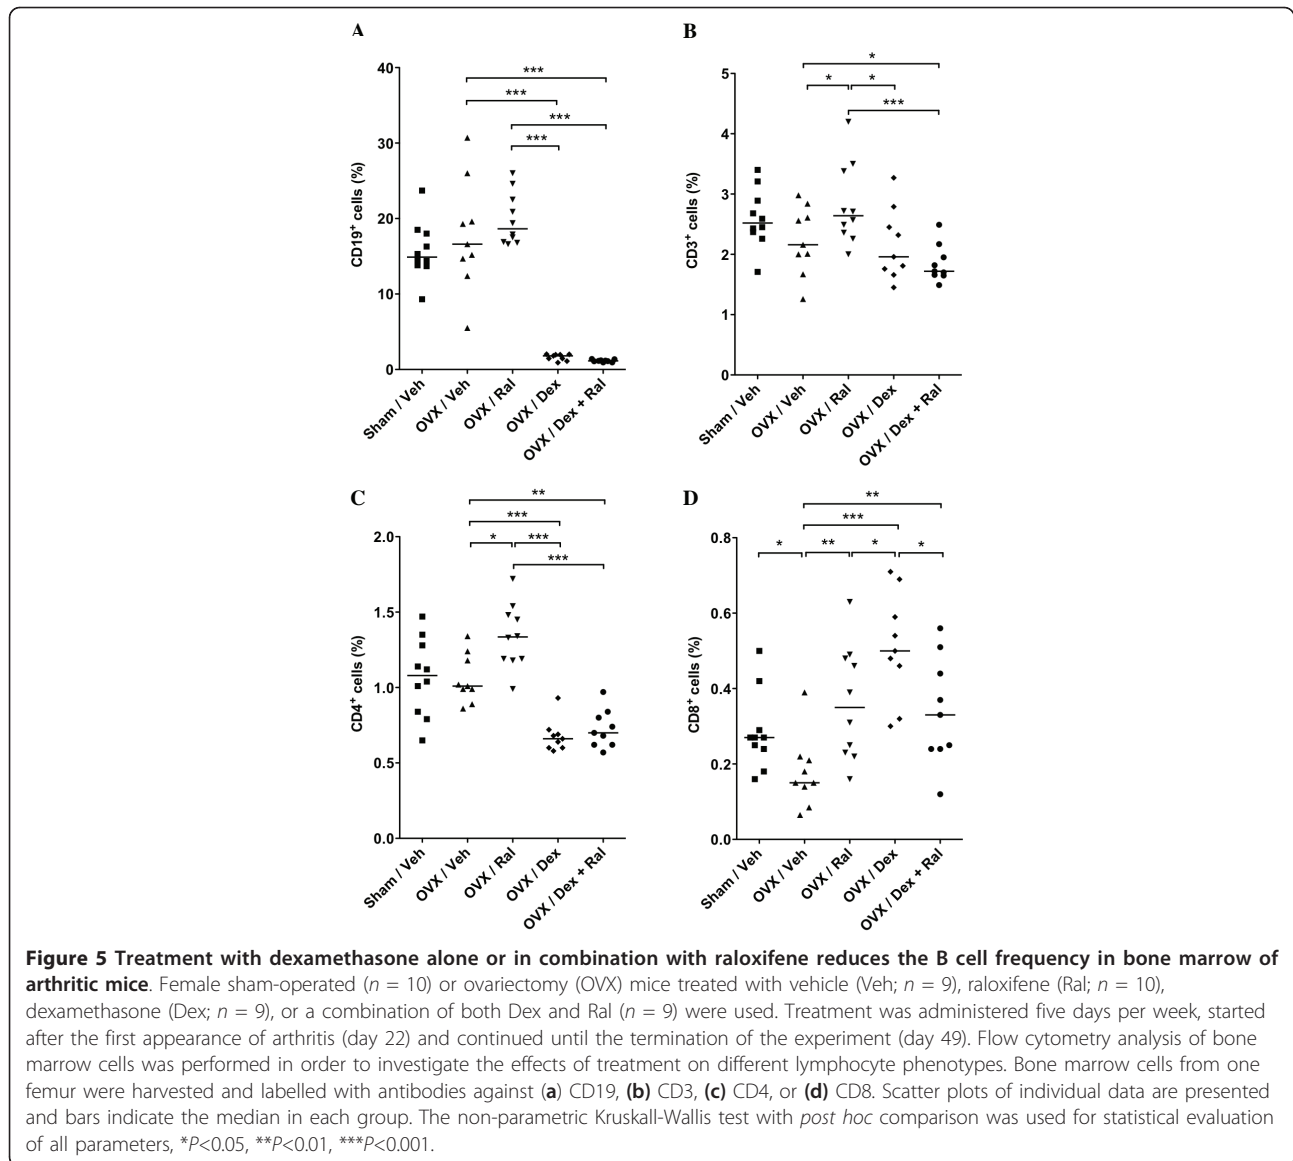 A
CD19+ cells (%)
40
30
20
10
0
***
***
***
***
Sham / Veh
OVX / Veh
OVX / Ral
OVX / Dex
OVX / Dex + Ral
B
CD3+ cells (%)
5
4
3
2
1
0
*
* *
***
Sham / Veh
OVX / Veh
OVX / Ral
OVX / Dex
OVX / Dex + Ral
C
CD4+ cells (%)
2.0
1.5
1.0
0.5
0.0
**
***
* ***
***
Sham / Veh
OVX / Veh
OVX / Ral
OVX / Dex
OVX / Dex + Ral
D
CD8+ cells (%)
0.8
0.6
0.4
0.2
0.0
**
***
* ** * *
Sham / Veh
OVX / Veh
OVX / Ral
OVX / Dex
OVX / Dex + Ral
Figure 5 Treatment with dexamethasone alone or in combination with raloxifene reduces the B cell frequency in bone marrow of
arthritic mice. Female sham-operated (n = 10) or ovariectomy (OVX) mice treated with vehicle (Veh; n = 9), raloxifene (Ral; n = 10),
dexamethasone (Dex; n = 9), or a combination of both Dex and Ral (n = 9) were used. Treatment was administered five days per week, started
after the first appearance of arthritis (day 22) and continued until the termination of the experiment (day 49). Flow cytometry analysis of bone
marrow cells was performed in order to investigate the effects of treatment on different lymphocyte phenotypes. Bone marrow cells from one
femur were harvested and labelled with antibodies against (a) CD19, (b) CD3, (c) CD4, or (d) CD8. Scatter plots of individual data are presented
and bars indicate the median in each group. The non-parametric Kruskall-Wallis test with post hoc comparison was used for statistical evaluation
of all parameters, *P<0.05, **P<0.01, ***P<0.001.